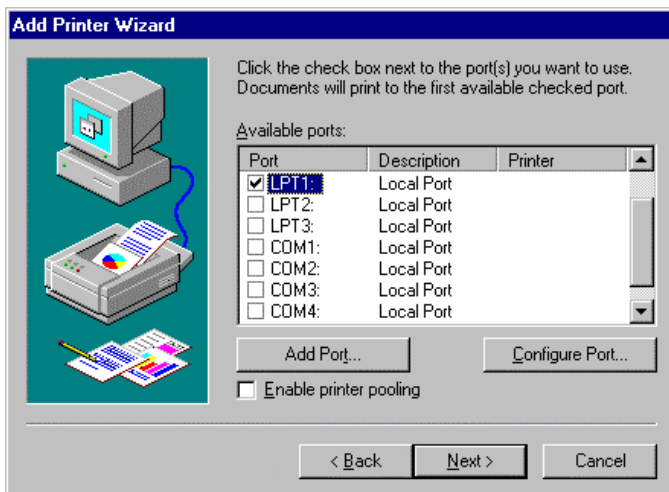 Add Printer Wizard
Click the check box next to the port(s) you want to use.
Documents will print to the first available checked port.
Available ports:
Port Description Printer
LPT1: Local Port
LPT2: Local Port
LPT3: Local Port
COM1: Local Port
COM2: Local Port
COM3: Local Port
COM4: Local Port
Add Port... Configure Port...
Enable printer pooling
< Back Next > Cancel